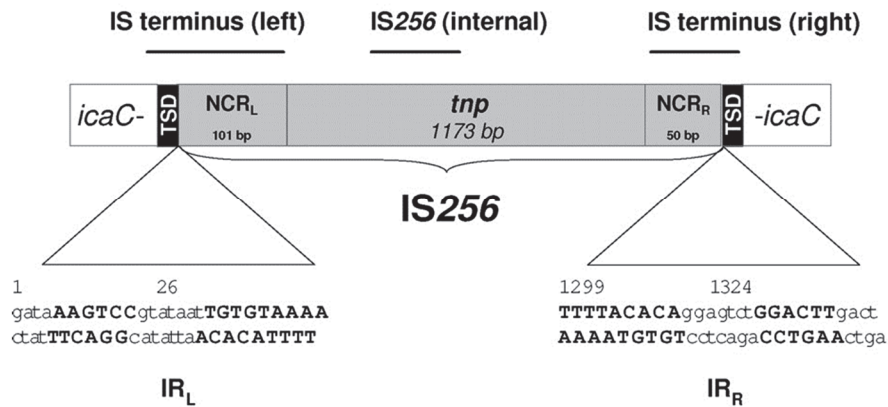 IS terminus (left) IS256 (internal) IS terminus (right)
icaC- TSD NCRL tnp NCRR TSD -icaC
101 bp 1173 bp 50 bp
IS256
1 26 1299 1324
gataAAGTCCgtataatTGTGTAAAA TTTTACACAggagtctGGACTTgact
ctatTTCAGGcatattaACACATTTT AAAATGTGTcctcagaCCTGAActga
IRL IRR